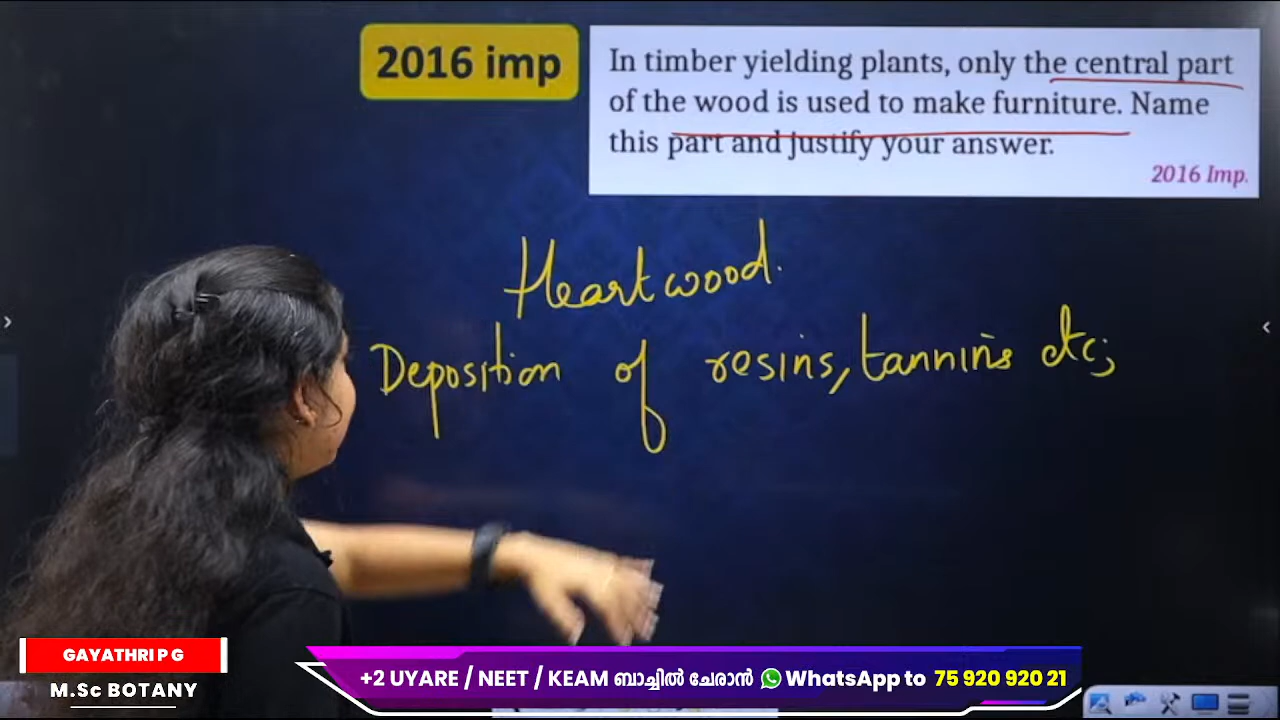 2016 imp
In timber yielding plants, only the central part
of the wood is used to make furniture. Name
this part and justify your answer.
2016 Imp.
Heartwood.
Deposition of resins, tannins etc;
GAYATHRI P G
M.Sc BOTANY
+2 UYARE / NEET / KEAM ബാച്ചിൽ ചേരാൻ WhatsApp to 75 920 920 21